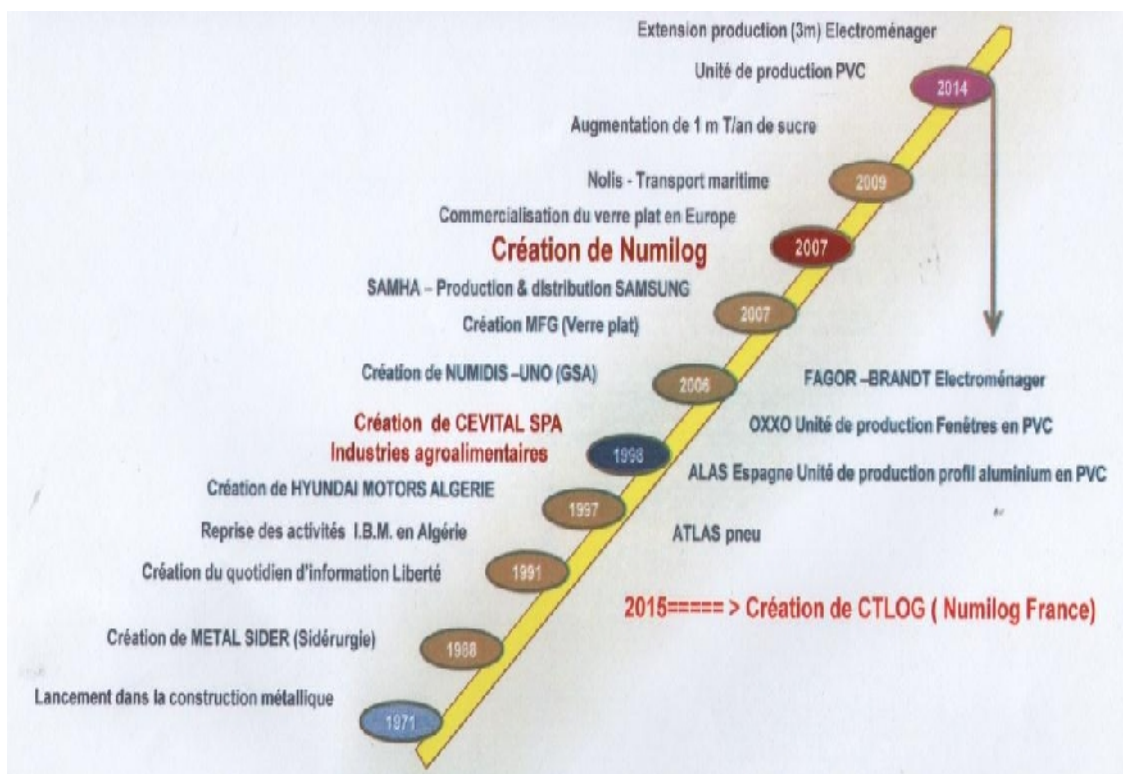 Extension production (3m) Electroménager
Unité de production PVC
2014
Augmentation de 1 m T/an de sucre
Nolis - Transport maritime
2009
Commercialisation du verre plat en Europe
Création de Numilog
2007
SAMHA – Production & distribution SAMSUNG
2007
Création MFG (Verre plat)
Création de NUMIDIS –UNO (GSA)
2006
FAGOR –BRANDT Electroménager
Création de CEVITAL SPA
OXXO Unité de production Fenêtres en PVC
Industries agroalimentaires
1998
ALAS Espagne Unité de production profil aluminium en PVC
Création de HYUNDAI MOTORS ALGERIE
1997
Reprise des activités I.B.M. en Algérie
ATLAS pneu
Création du quotidien d'information Liberté
1991
2015===== > Création de CTLOG ( Numilog France)
Création de METAL SIDER (Sidérurgie)
1988
Lancement dans la construction métallique
1971